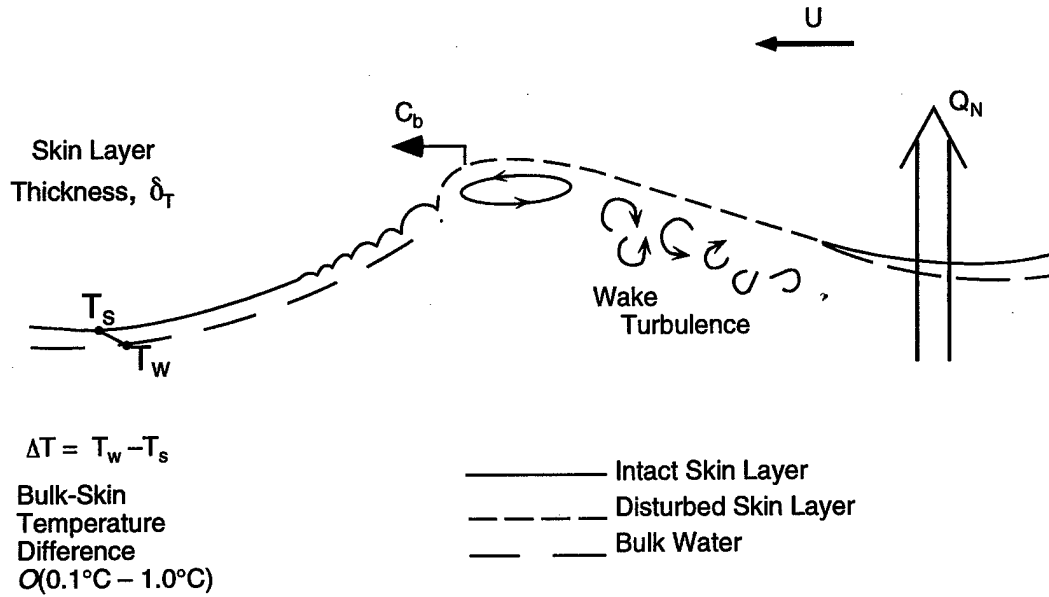 U
C_b
Q_N
Skin Layer
Thickness, δ_T
Wake
Turbulence
T_s
T_w
ΔT = T_w – T_s
Bulk-Skin
Temperature
Difference
O(0.1°C – 1.0°C)
Intact Skin Layer
Disturbed Skin Layer
Bulk Water